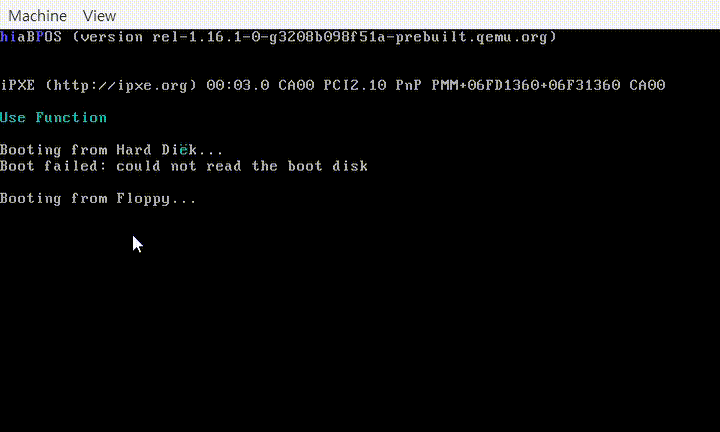 Machine View
hiaBPOS (version rel-1.16.1-0-g3208b098f51a-prebuilt.qemu.org)
iPXE (http://ipxe.org) 00:03.0 CA00 PCI2.10 PnP PMM+06FD1360+06F31360 CA00
Use Function
Booting from Hard Diëk...
Boot failed: could not read the boot disk
Booting from Floppy...